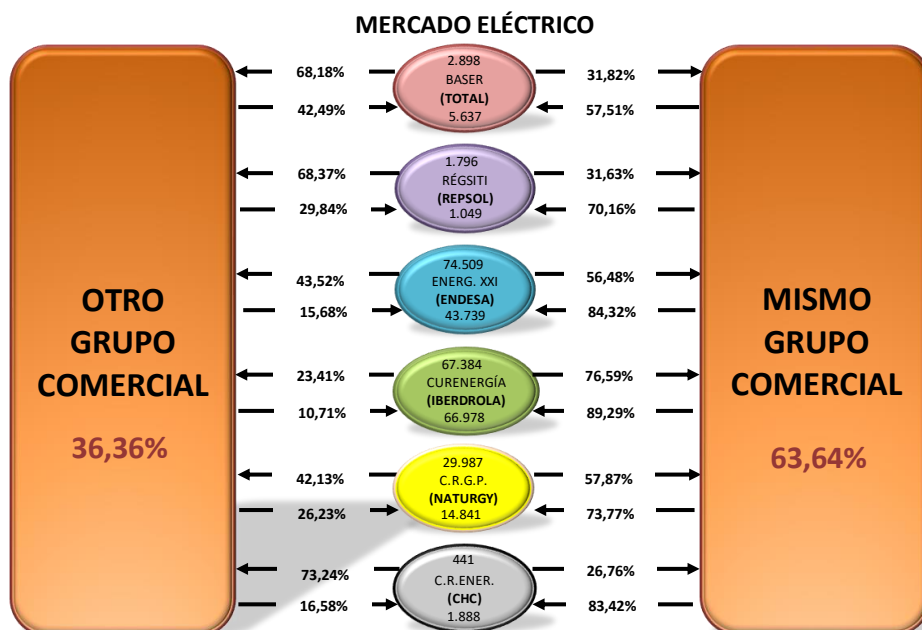 MERCADO ELÉCTRICO
OTRO
GRUPO
COMERCIAL
36,36%
68,18%
42,49%
2.898
BASER
(TOTAL)
5.637
31,82%
57,51%
68,37%
29,84%
1.796
RÉGSITI
(REPSOL)
1.049
31,63%
70,16%
43,52%
15,68%
74.509
ENERG. XXI
(ENDESA)
43.739
56,48%
84,32%
23,41%
10,71%
67.384
CURENERGÍA
(IBERDROLA)
66.978
76,59%
89,29%
42,13%
26,23%
29.987
C.R.G.P.
(NATURGY)
14.841
57,87%
73,77%
73,24%
16,58%
441
C.R.ENER.
(CHC)
1.888
26,76%
83,42%
MISMO
GRUPO
COMERCIAL
63,64%